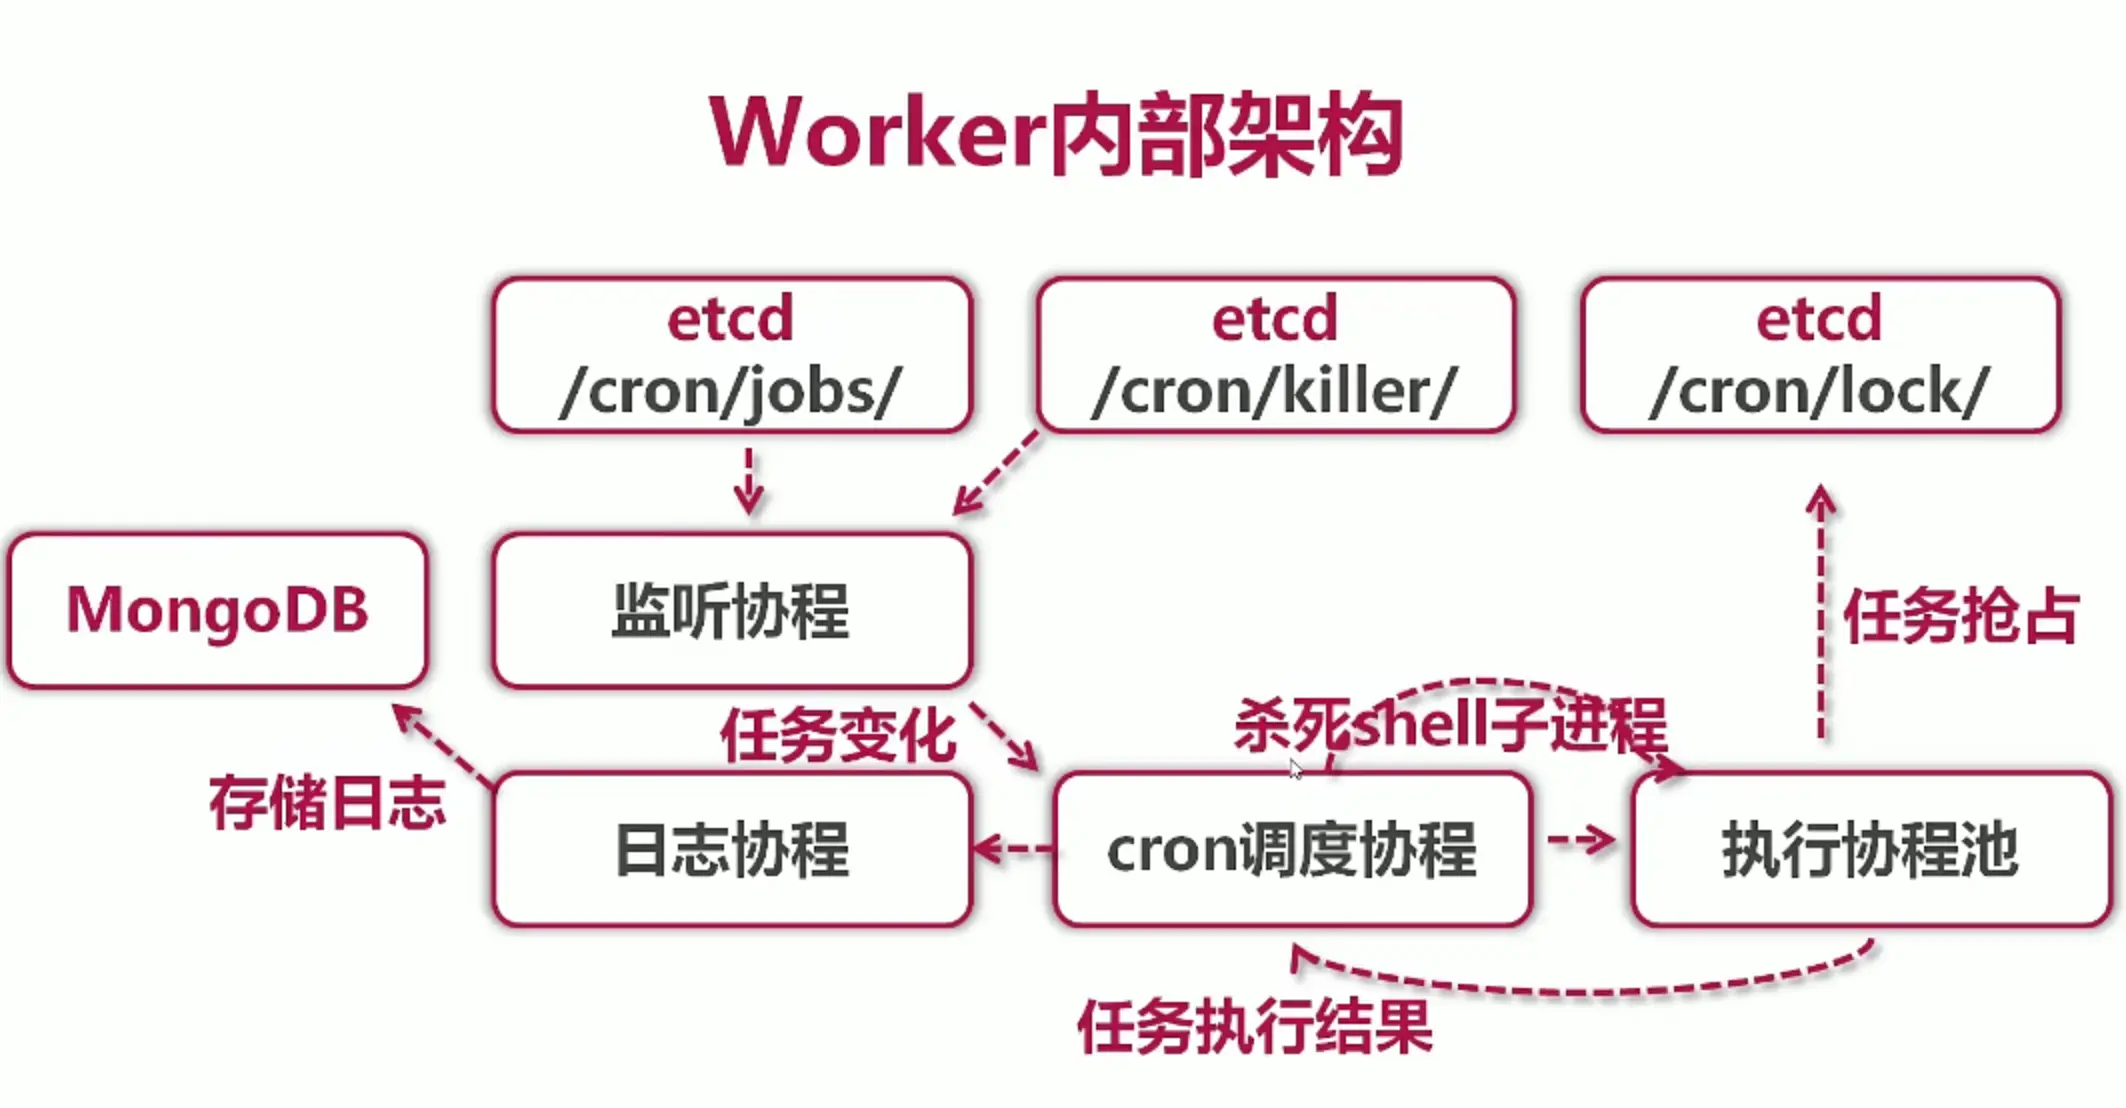 Worker内部架构
etcd
/cron/jobs/
etcd
/cron/killer/
etcd
/cron/lock/
MongoDB
监听协程
任务抢占
任务变化
杀死shell子进程
存储日志
日志协程
cron调度协程
执行协程池
任务执行结果